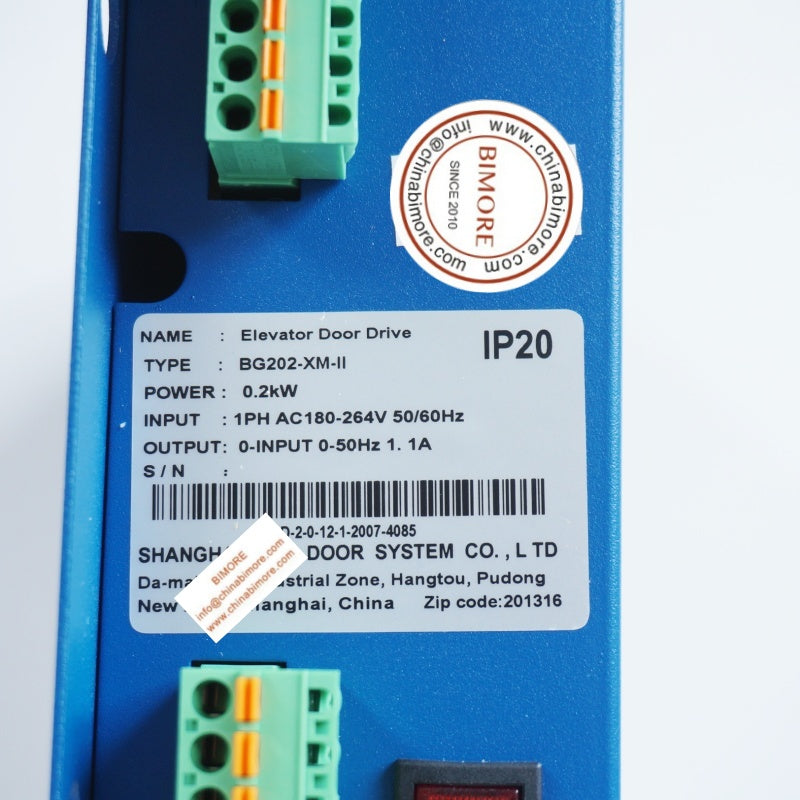 www.chinabimore.com
info@chinabimore.com
BIMORE
SINCE 2010
IP20
NAME : Elevator Door Drive
TYPE : BG202-XM-II
POWER : 0.2kW
INPUT : 1PH AC180-264V 50/60Hz
OUTPUT: 0-INPUT 0-50Hz 1. 1A
S / N :
-2-0-12-1-2007-4085
DOOR SYSTEM CO. , L TD
Zone, Hangtou, Pudong
New China Zip code:201316
BIMORE
info@chinabimore.com
www.chinabimore.com